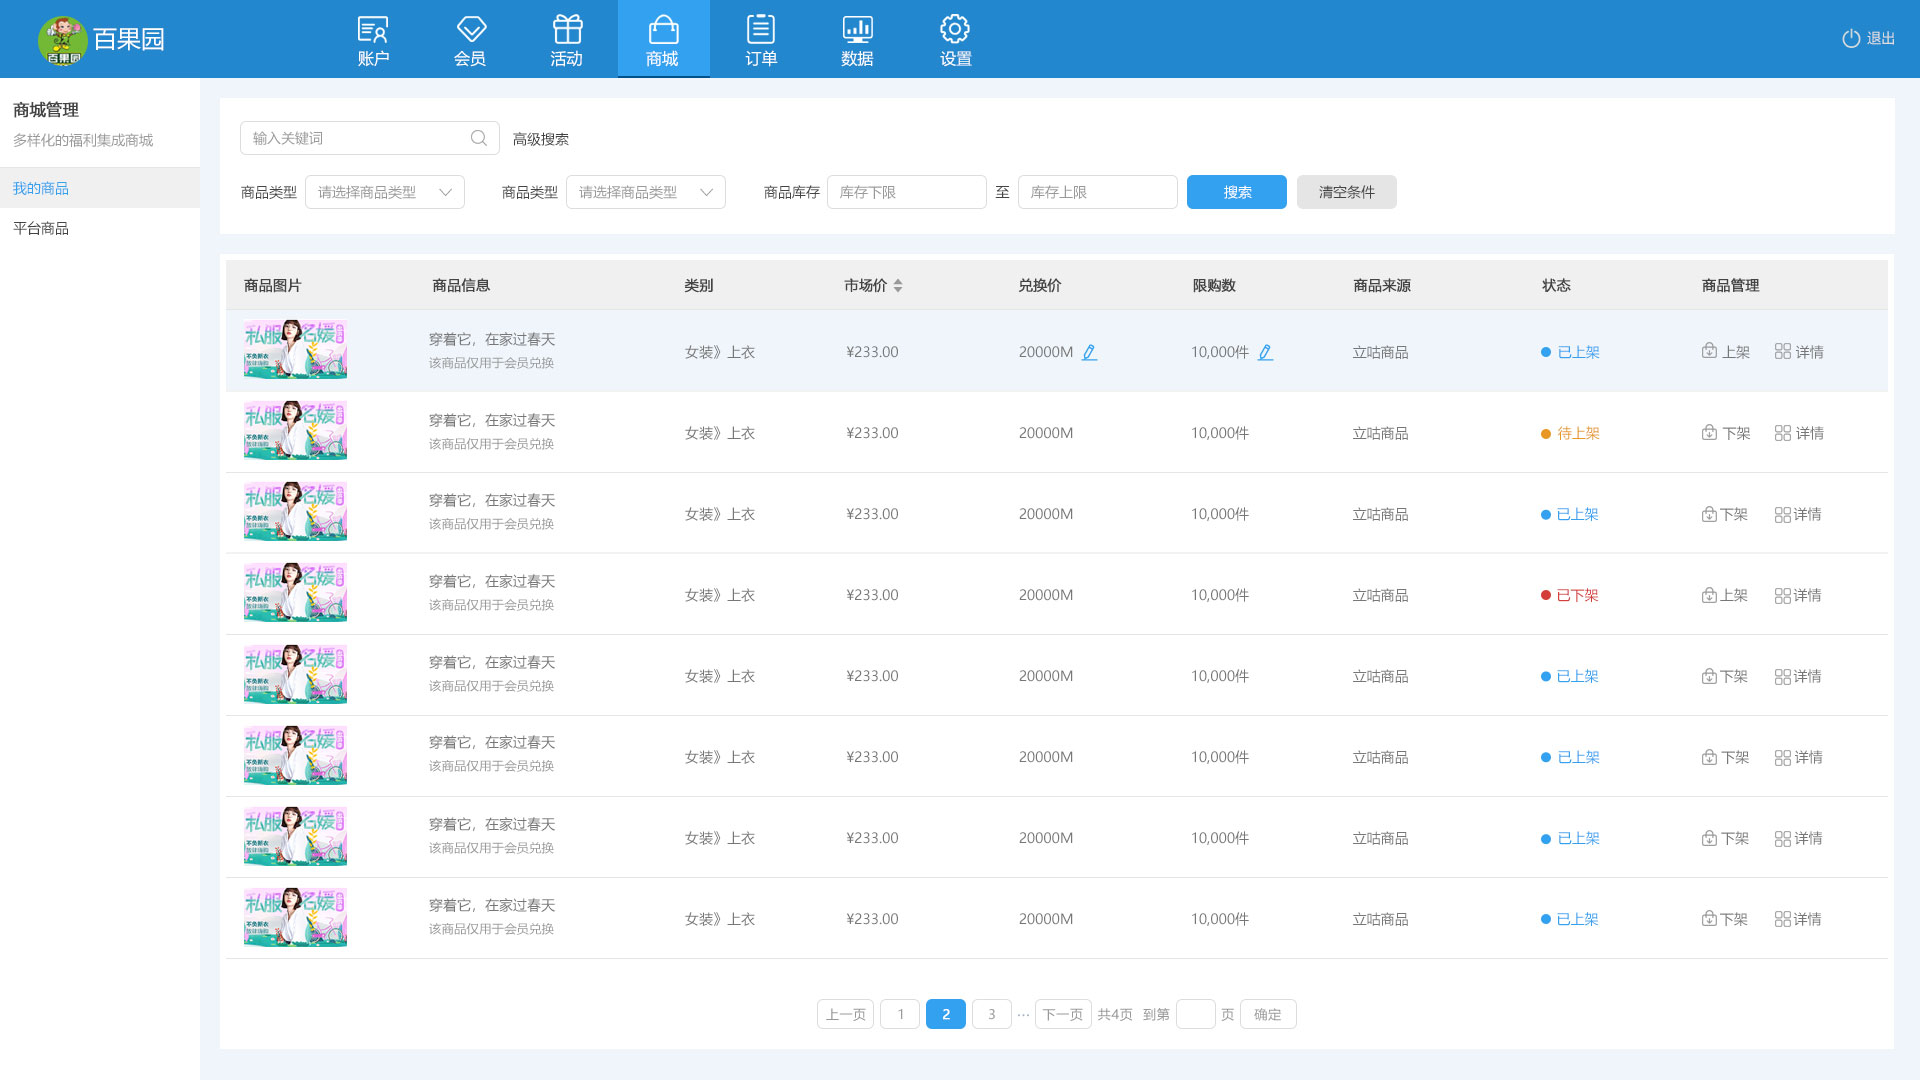 百果园
账户
会员
活动
商城
订单
数据
设置
退出
商城管理
多样化的福利集成商城
我的商品
平台商品
输入关键词
高级搜索
商品类型 请选择商品类型 商品类型 请选择商品类型 商品库存 库存下限 至 库存上限 搜索 清空条件
商品图片 商品信息 类别 市场价 兑换价 限购数 商品来源 状态 商品管理
私服名媛
穿着它，在家过春天
该商品仅用于会员兑换
女装》上衣 ¥233.00 20000M 10,000件 立咕商品 已上架 上架 详情
私服名媛
穿着它，在家过春天
该商品仅用于会员兑换
女装》上衣 ¥233.00 20000M 10,000件 立咕商品 待上架 下架 详情
私服名媛
穿着它，在家过春天
该商品仅用于会员兑换
女装》上衣 ¥233.00 20000M 10,000件 立咕商品 已上架 下架 详情
私服名媛
穿着它，在家过春天
该商品仅用于会员兑换
女装》上衣 ¥233.00 20000M 10,000件 立咕商品 已下架 上架 详情
私服名媛
穿着它，在家过春天
该商品仅用于会员兑换
女装》上衣 ¥233.00 20000M 10,000件 立咕商品 已上架 下架 详情
私服名媛
穿着它，在家过春天
该商品仅用于会员兑换
女装》上衣 ¥233.00 20000M 10,000件 立咕商品 已上架 下架 详情
私服名媛
穿着它，在家过春天
该商品仅用于会员兑换
女装》上衣 ¥233.00 20000M 10,000件 立咕商品 已上架 下架 详情
私服名媛
穿着它，在家过春天
该商品仅用于会员兑换
女装》上衣 ¥233.00 20000M 10,000件 立咕商品 已上架 下架 详情
上一页 1 2 3 ··· 下一页 共4页 到第 页 确定